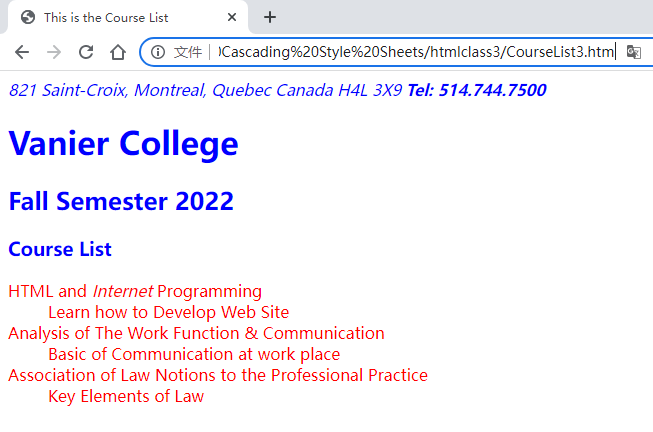 This is the Course List
文件 Cascading%20Style%20Sheets/htmlclass3/CourseList3.htm
821 Saint-Croix, Montreal, Quebec Canada H4L 3X9 Tel: 514.744.7500
Vanier College
Fall Semester 2022
Course List
HTML and Internet Programming
Learn how to Develop Web Site
Analysis of The Work Function & Communication
Basic of Communication at work place
Association of Law Notions to the Professional Practice
Key Elements of Law